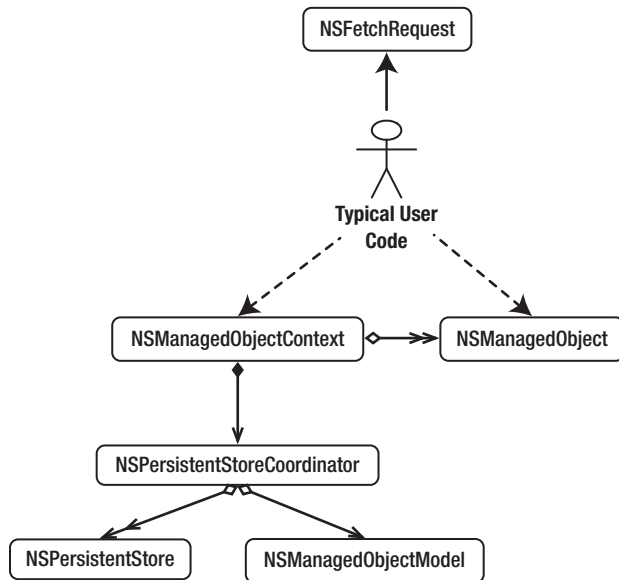 NSFetchRequest
Typical User
Code
NSManagedObjectContext
NSManagedObject
NSPersistentStoreCoordinator
NSPersistentStore
NSManagedObjectModel